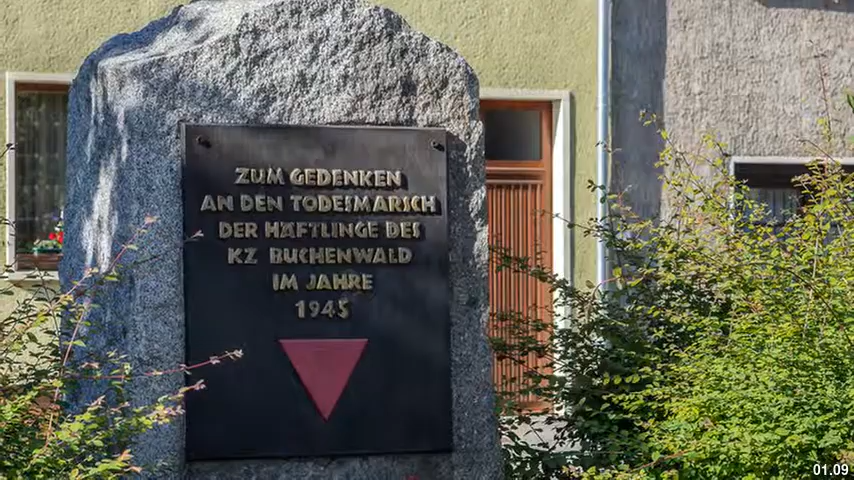 ZUM GEDENKEN
AN DEN TODESMARSCH
DER HÄFTLINGE DES
KZ BUCHENWALD
IM JAHRE
1945
01.09